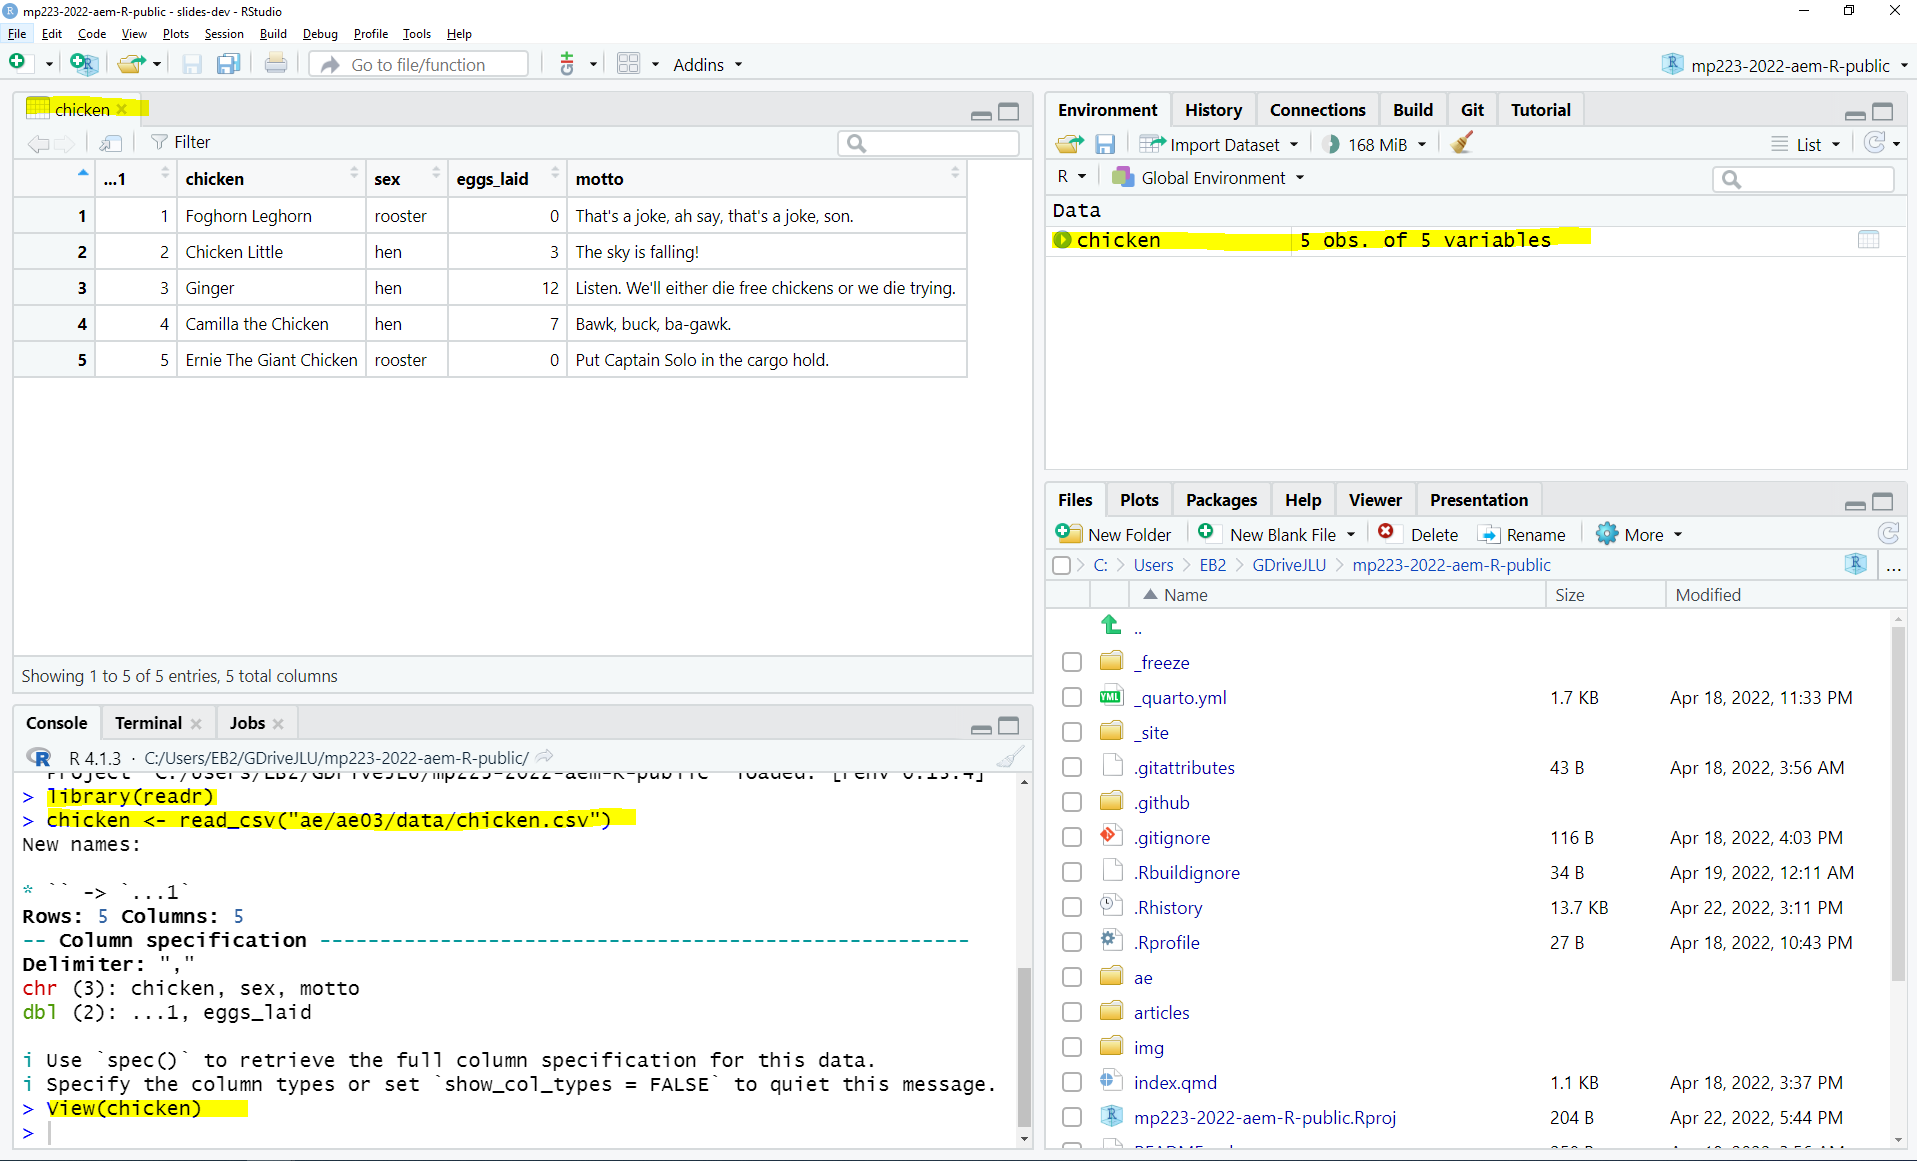 mp223-2022-aem-R-public - slides-dev - RStudio
File Edit Code View Plots Session Build Debug Profile Tools Help
Go to file/function Addins mp223-2022-aem-R-public
chicken
Filter
...1 chicken sex eggs_laid motto
1 1 Foghorn Leghorn rooster 0 That's a joke, ah say, that's a joke, son.
2 2 Chicken Little hen 3 The sky is falling!
3 3 Ginger hen 12 Listen. We'll either die free chickens or we die trying.
4 4 Camilla the Chicken hen 7 Bawk, buck, ba-gawk.
5 5 Ernie The Giant Chicken rooster 0 Put Captain Solo in the cargo hold.
Showing 1 to 5 of 5 entries, 5 total columns
Console Terminal Jobs
R 4.1.3 · C:/Users/EB2/GDriveJLU/mp223-2022-aem-R-public/
> library(readr)
> chicken <- read_csv("ae/ae03/data/chicken.csv")
New names:
* `` -> `...1`
Rows: 5 Columns: 5
-- Column specification ------------------------------------------------------
Delimiter: ","
chr (3): chicken, sex, motto
dbl (2): ...1, eggs_laid
i Use `spec()` to retrieve the full column specification for this data.
i Specify the column types or set `show_col_types = FALSE` to quiet this message.
> View(chicken)
>
Environment History Connections Build Git Tutorial
Import Dataset 168 MiB List
R Global Environment
Data
chicken 5 obs. of 5 variables
Files Plots Packages Help Viewer Presentation
New Folder New Blank File Delete Rename More
C: Users EB2 GDriveJLU mp223-2022-aem-R-public ...
Name Size Modified
..
_freeze
_quarto.yml 1.7 KB Apr 18, 2022, 11:33 PM
_site
.gitattributes 43 B Apr 18, 2022, 3:56 AM
.github
.gitignore 116 B Apr 18, 2022, 4:03 PM
.Rbuildignore 34 B Apr 19, 2022, 12:11 AM
.Rhistory 13.7 KB Apr 22, 2022, 3:11 PM
.Rprofile 27 B Apr 18, 2022, 10:43 PM
ae
articles
img
index.qmd 1.1 KB Apr 18, 2022, 3:37 PM
mp223-2022-aem-R-public.Rproj 204 B Apr 22, 2022, 5:44 PM